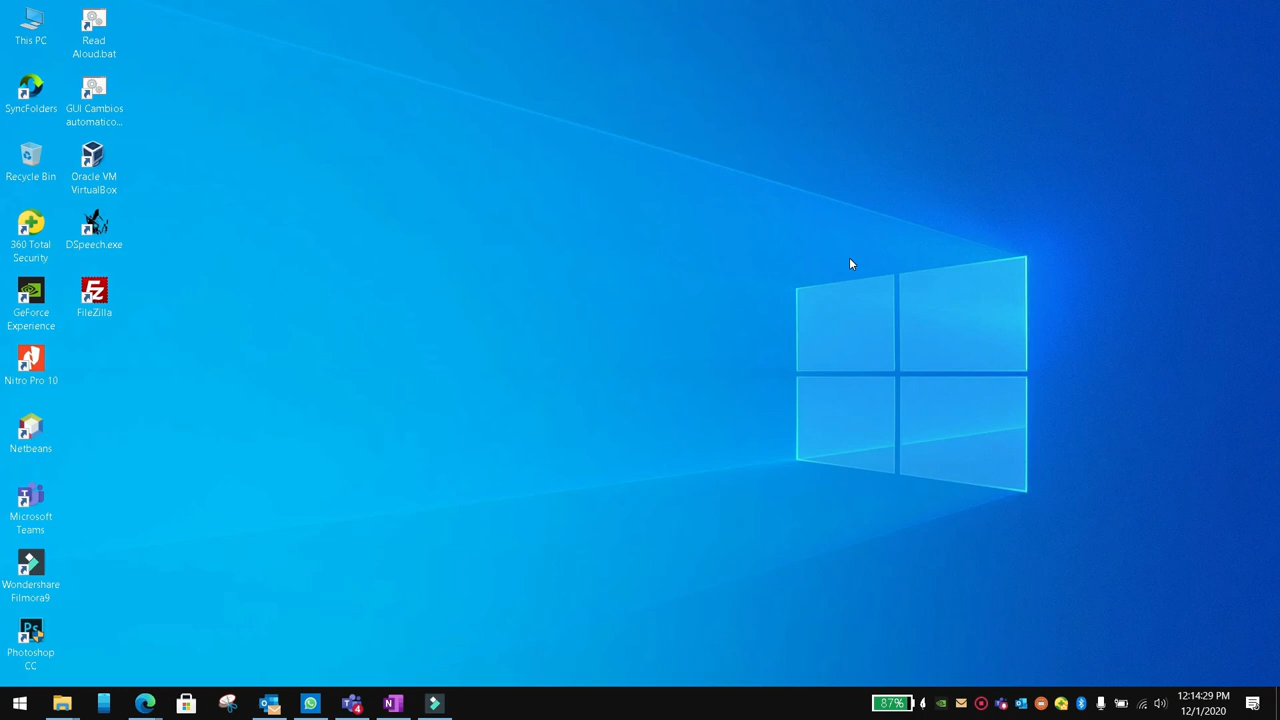 This PC
Read
Aloud.bat
SyncFolders
GUI Cambios
automatico...
Recycle Bin
Oracle VM
VirtualBox
360 Total
Security
DSpeech.exe
GeForce
Experience
FileZilla
Nitro Pro 10
Netbeans
Microsoft
Teams
Wondershare
Filmora9
Photoshop
CC
87%
12:14:29 PM
12/1/2020